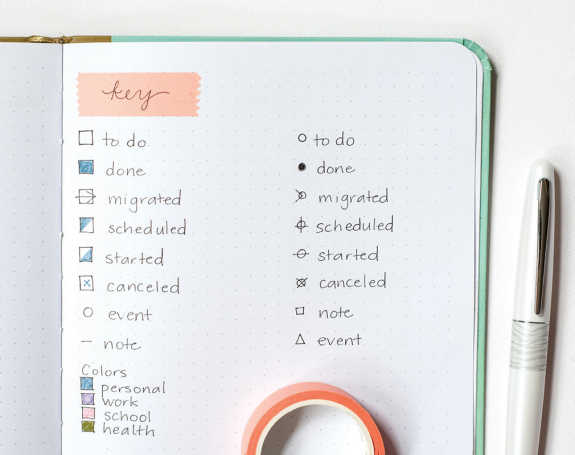 key
to do
done
migrated
scheduled
started
canceled
event
note
Colors
personal
work
school
health
to do
done
migrated
scheduled
started
canceled
note
event